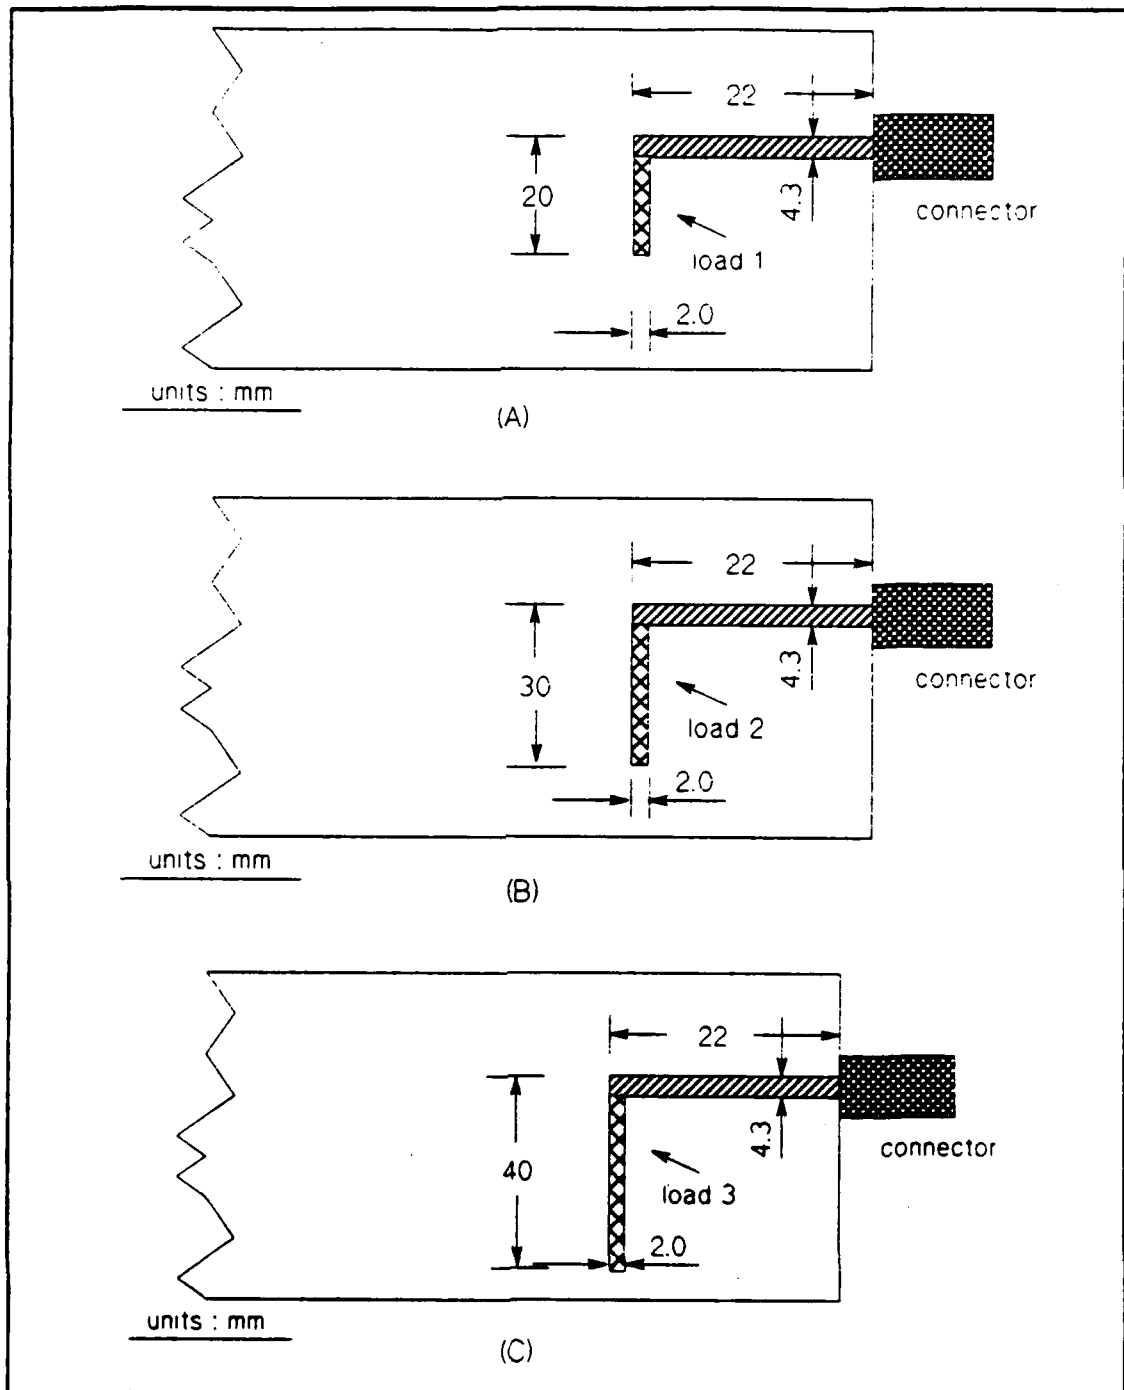 22
20
4.3
connector
load 1
2.0
units : mm
(A)
22
30
4.3
connector
load 2
2.0
units : mm
(B)
22
40
4.3
connector
load 3
2.0
units : mm
(C)